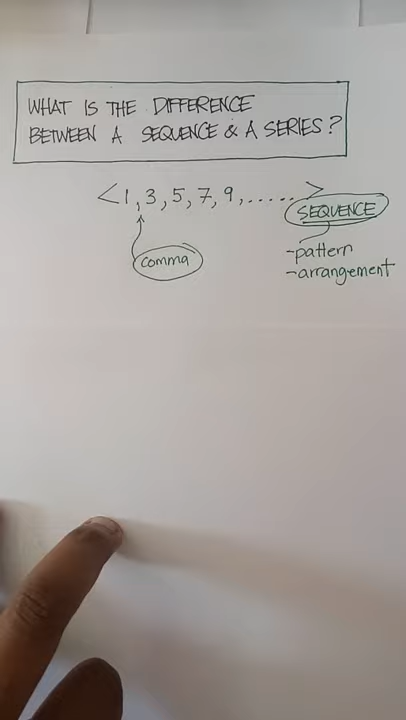 WHAT IS THE DIFFERENCE
BETWEEN A SEQUENCE & A SERIES?
<1, 3, 5, 7, 9, ......>
SEQUENCE
comma
-pattern
-arrangement